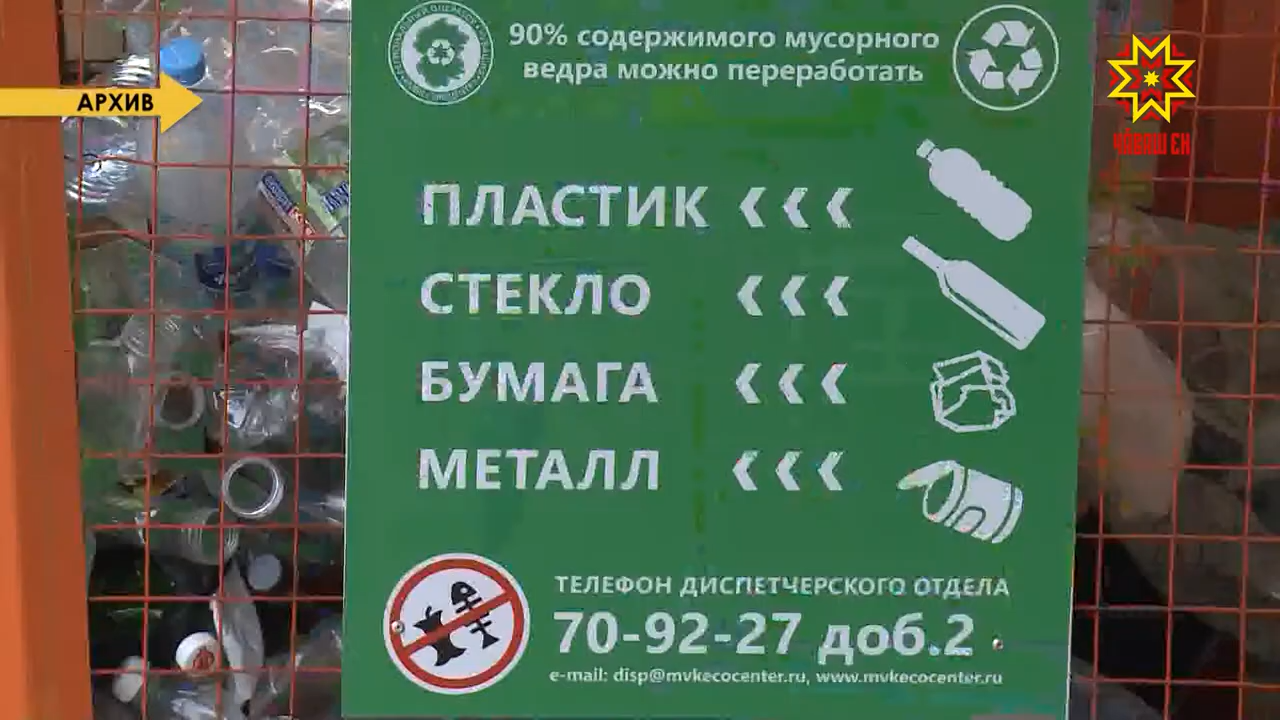 90% содержимого мусорного
ведра можно переработать
АРХИВ
ЧӐВАШ ЕН
ПЛАСТИК
СТЕКЛО
БУМАГА
МЕТАЛЛ
ТЕЛЕФОН ДИСПЕТЧЕРСКОГО ОТДЕЛА
70-92-27 доб.2
e-mail: disp@mvkecocenter.ru, www.mvkecocenter.ru